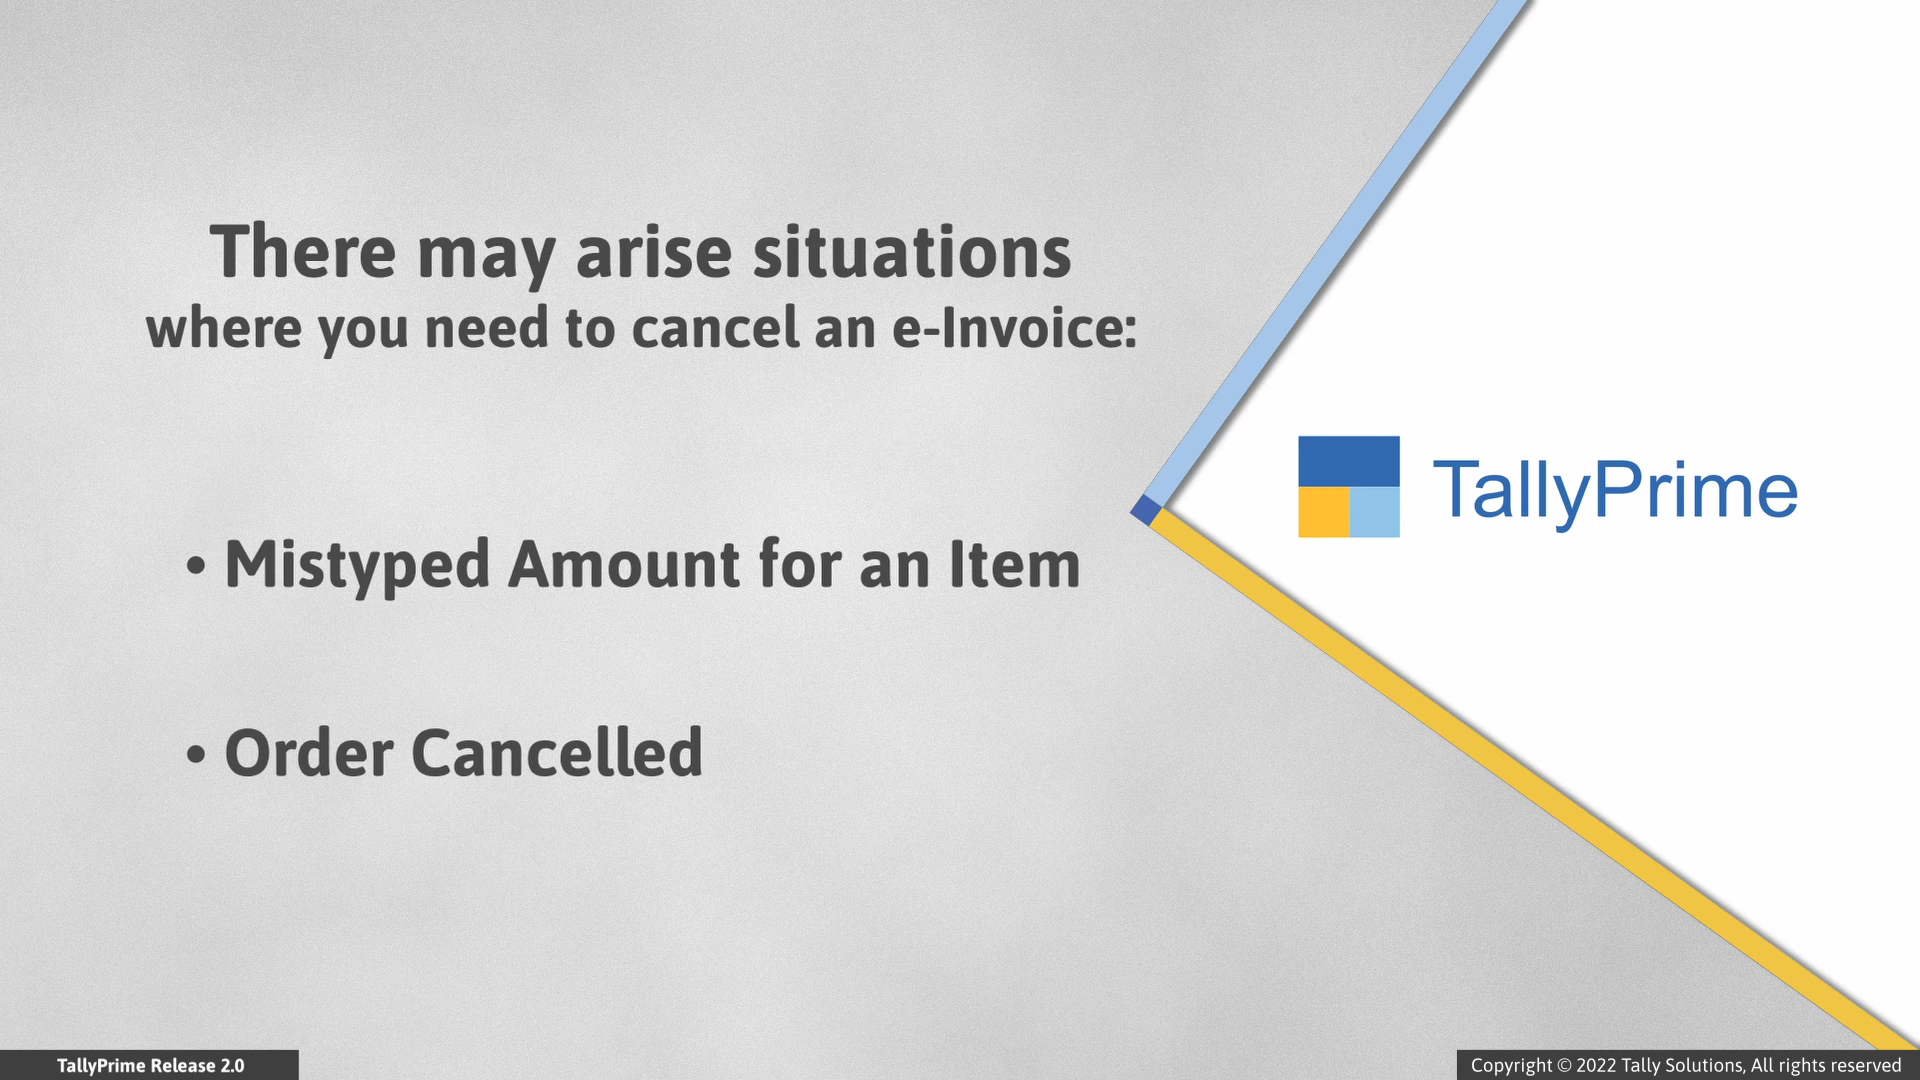 There may arise situations
where you need to cancel an e-Invoice:
• Mistyped Amount for an Item
• Order Cancelled
TallyPrime
TallyPrime Release 2.0
Copyright © 2022 Tally Solutions, All rights reserved